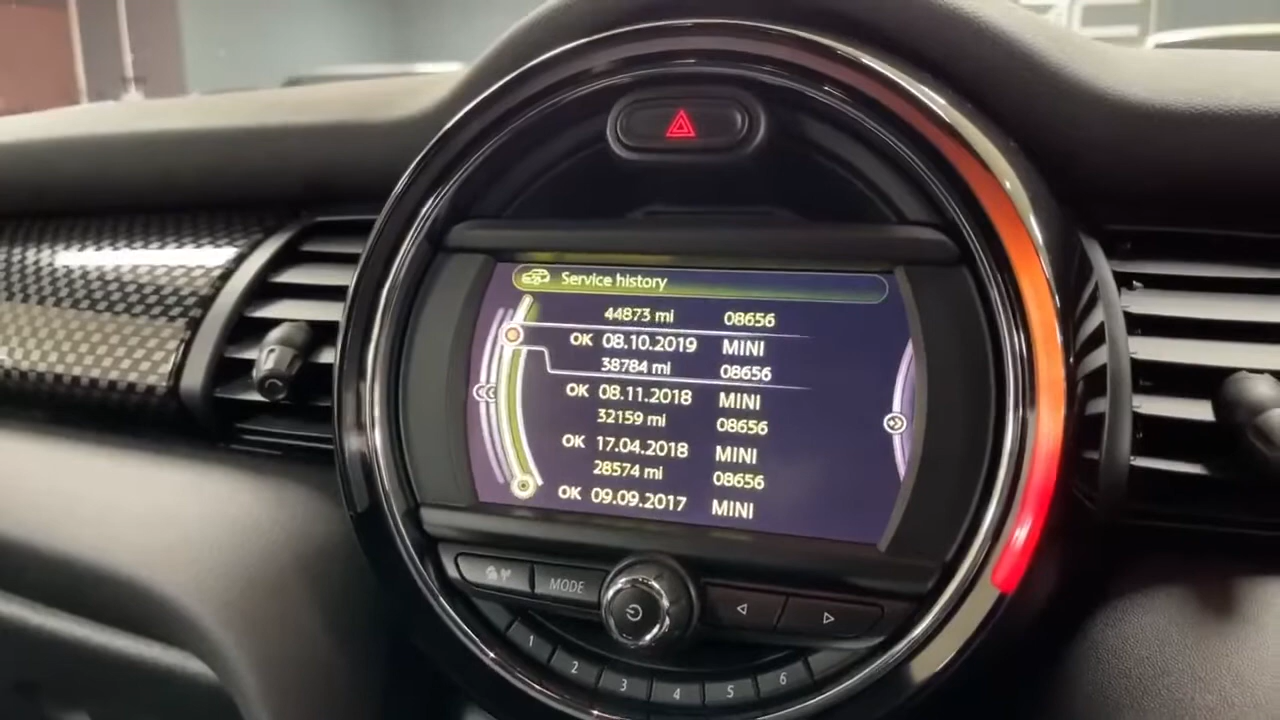 Service history
44873 mi 08656
OK 08.10.2019 MINI
38784 mi 08656
OK 08.11.2018 MINI
32159 mi 08656
OK 17.04.2018 MINI
28574 mi 08656
OK 09.09.2017 MINI
MODE
1 2 3 4 5 6